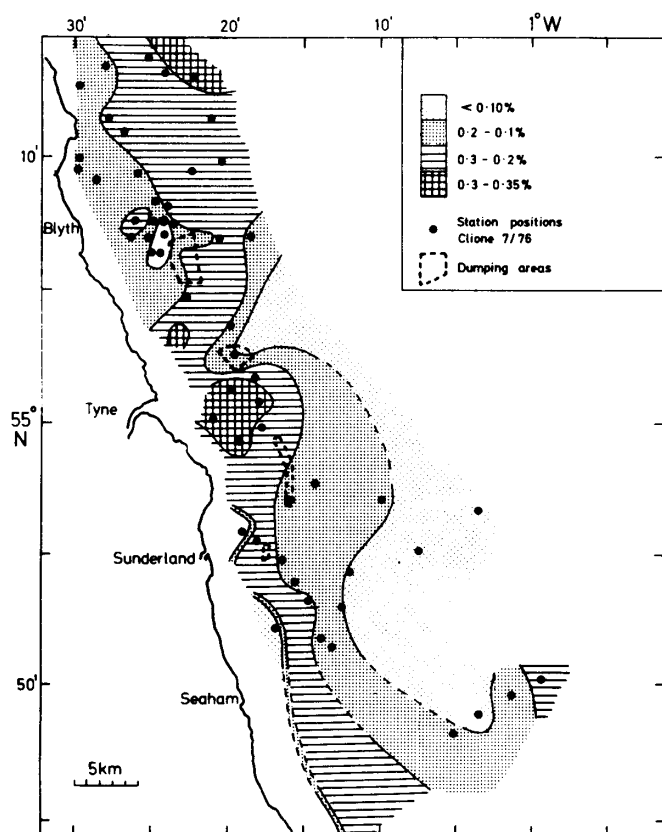 30' 20' 10' 1° W
< 0·10%
0·2 - 0·1%
0·3 - 0·2%
0·3 - 0·35%
10'
Station positions
Clione 7/76
Blyth
Dumping areas
Tyne
55°
N
Sunderland
50'
Seaham
5km